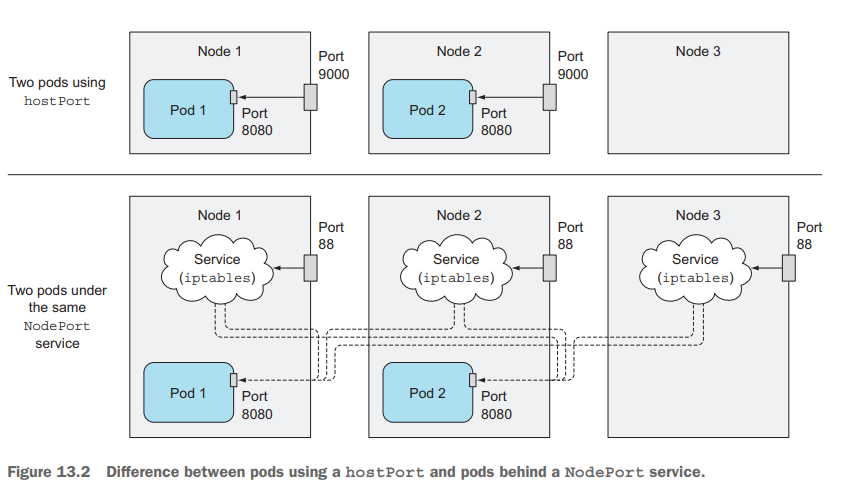 Node 1
Port
9000
Node 2
Port
9000
Node 3
Two pods using
hostPort
Pod 1
Port
8080
Pod 2
Port
8080
Node 1
Port
88
Node 2
Port
88
Node 3
Port
88
Service
(iptables)
Service
(iptables)
Service
(iptables)
Two pods under
the same
NodePort
service
Pod 1
Port
8080
Pod 2
Port
8080
Figure 13.2 Difference between pods using a hostPort and pods behind a NodePort service.